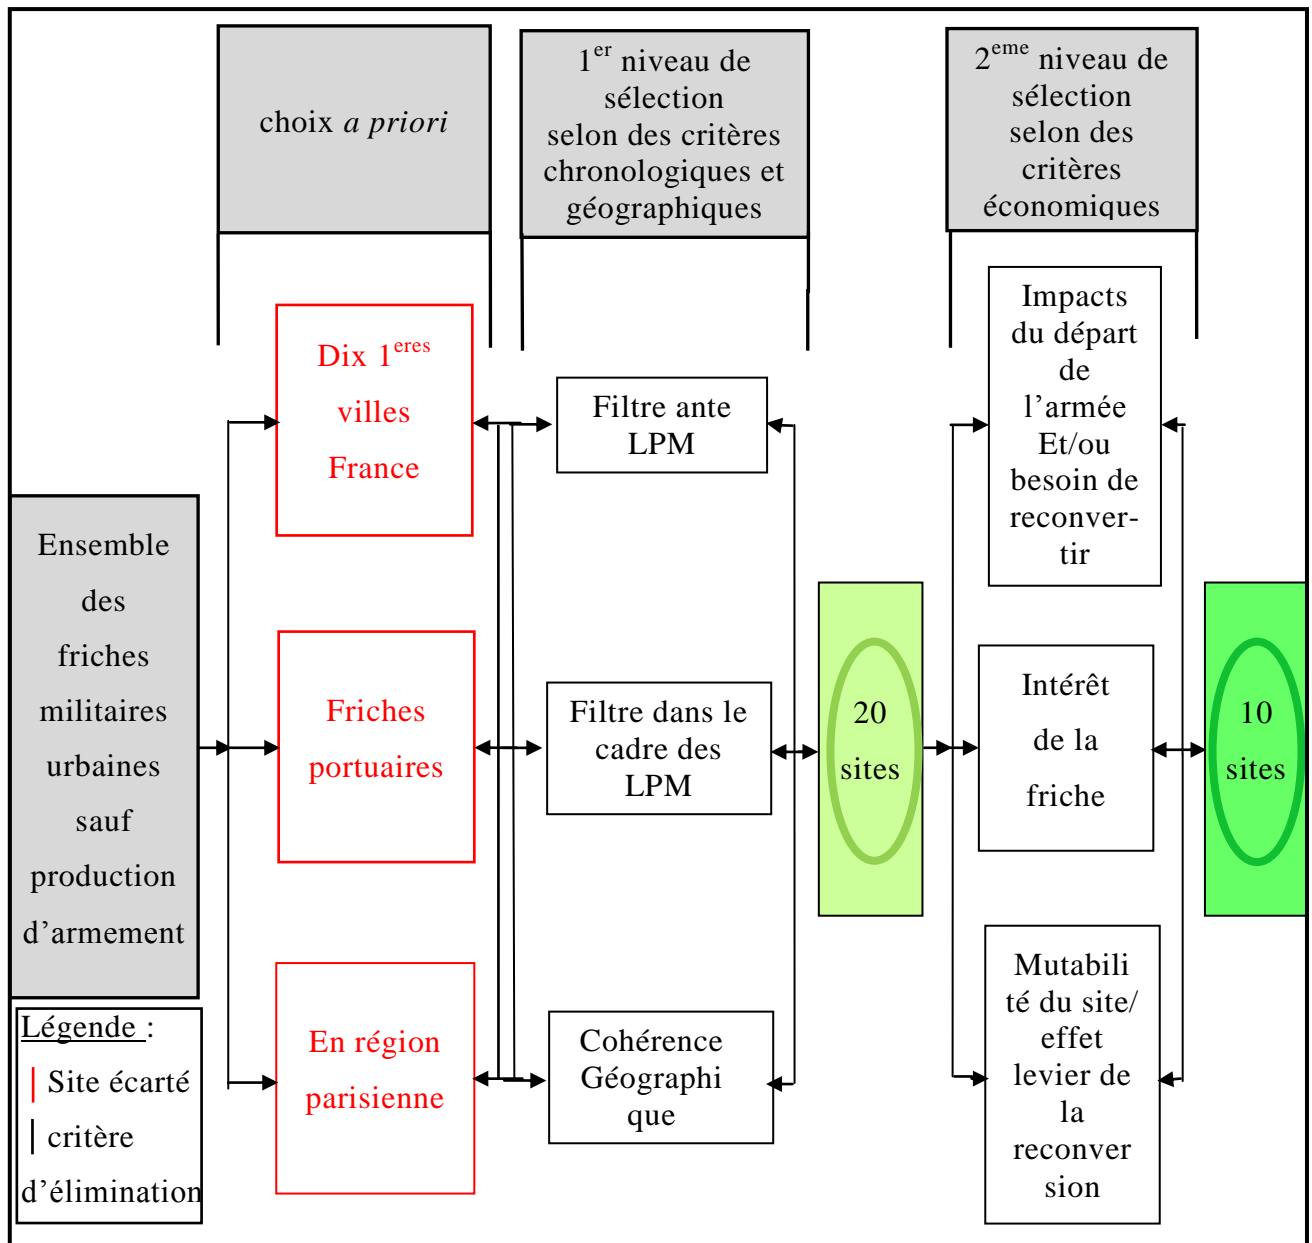 choix a priori
1er niveau de
sélection
selon des critères
chronologiques et
géographiques
2eme niveau de
sélection
selon des
critères
économiques
Ensemble
des
friches
militaires
urbaines
sauf
production
d’armement
Dix 1eres
villes
France
Friches
portuaires
En région
parisienne
Filtre ante
LPM
Filtre dans le
cadre des
LPM
Cohérence
Géographi
que
20
sites
Impacts
du départ
de
l’armée
Et/ou
besoin de
reconver-
tir
Intérêt
de la
friche
Mutabili
té du site/
effet
levier de
la
reconver
sion
10
sites
Légende :
Site écarté
critère
d’élimination